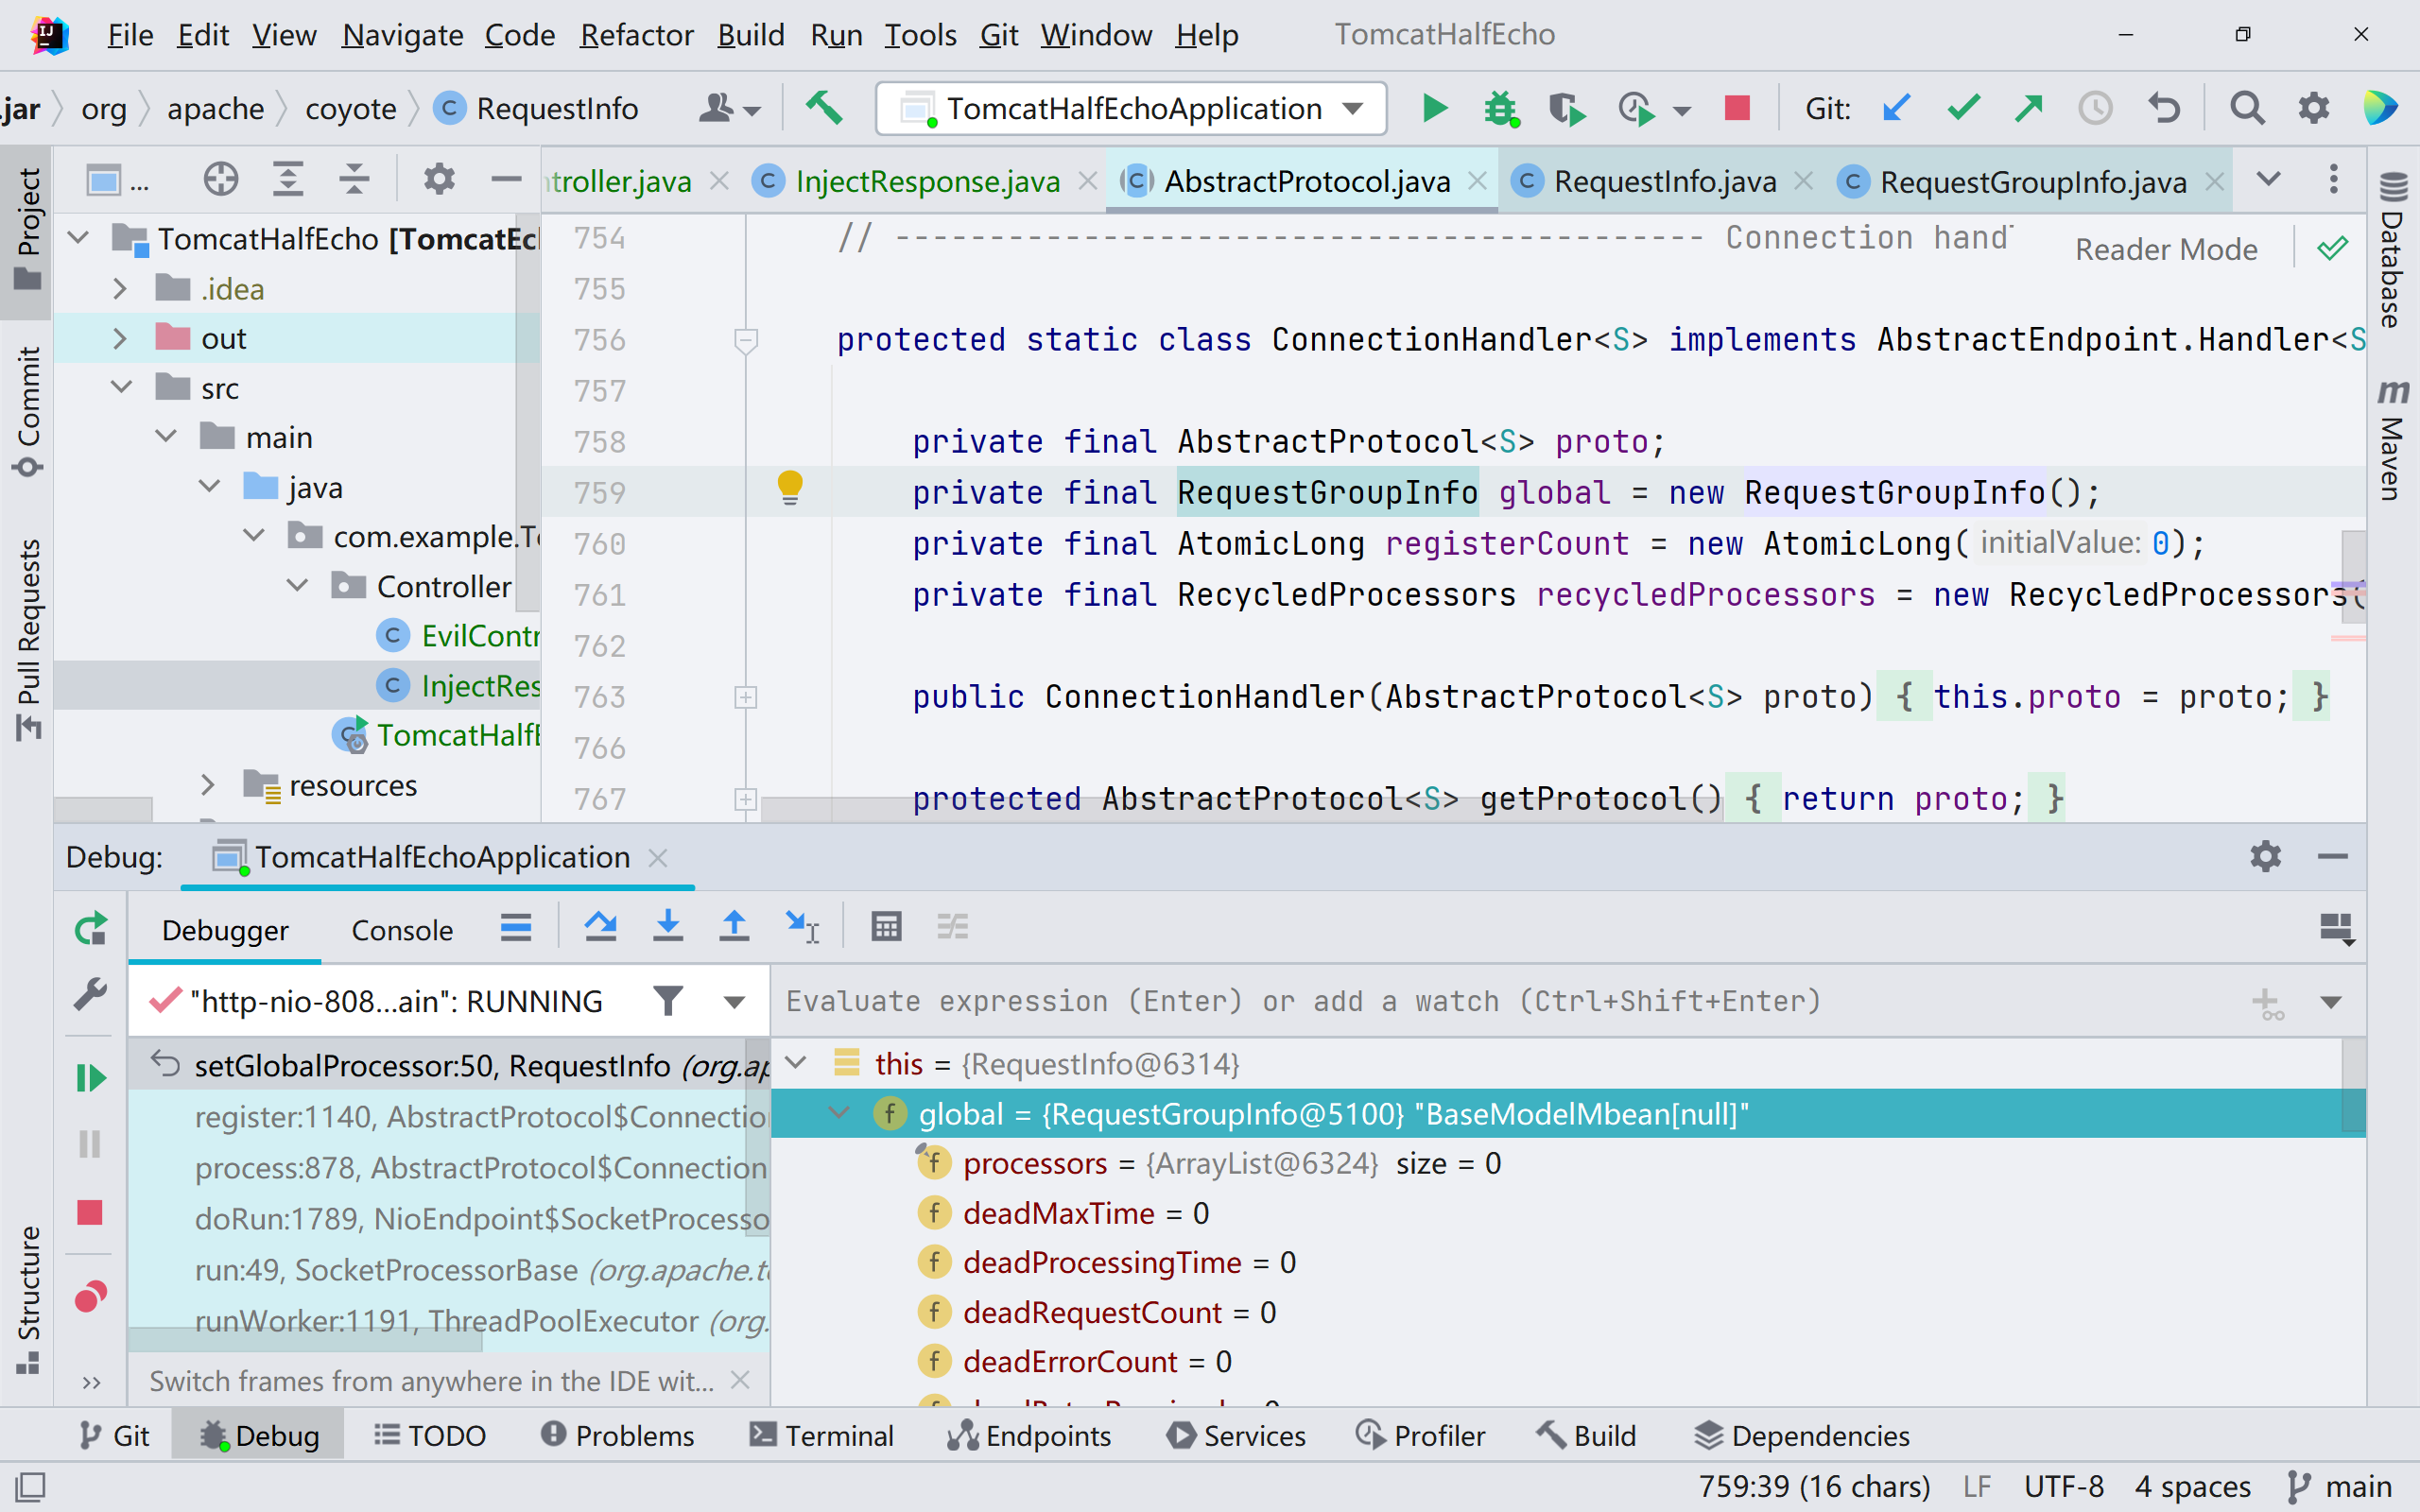 File Edit View Navigate Code Refactor Build Run Tools Git Window Help TomcatHalfEcho
.jar org apache coyote C RequestInfo TomcatHalfEchoApplication Git:
... ntroller.java C InjectResponse.java C AbstractProtocol.java C RequestInfo.java C RequestGroupInfo.java
Project
Commit
Pull Requests
Structure
TomcatHalfEcho [TomcatEc
.idea
out
src
main
java
com.example.T
Controller
C EvilContr
C InjectRes
TomcatHalfE
resources
754 // ------------------------------------------- Connection hand
Reader Mode
755
756 protected static class ConnectionHandler<S> implements AbstractEndpoint.Handler<S
757
758 private final AbstractProtocol<S> proto;
759 private final RequestGroupInfo global = new RequestGroupInfo();
760 private final AtomicLong registerCount = new AtomicLong( initialValue: 0);
761 private final RecycledProcessors recycledProcessors = new RecycledProcessors(
762
763 public ConnectionHandler(AbstractProtocol<S> proto) { this.proto = proto; }
766
767 protected AbstractProtocol<S> getProtocol() { return proto; }
Database
m Maven
Debug: TomcatHalfEchoApplication
Debugger Console
"http-nio-808...ain": RUNNING
Evaluate expression (Enter) or add a watch (Ctrl+Shift+Enter)
setGlobalProcessor:50, RequestInfo (org.ap
register:1140, AbstractProtocol$Connectio
process:878, AbstractProtocol$Connection
doRun:1789, NioEndpoint$SocketProcesso
run:49, SocketProcessorBase (org.apache.t
runWorker:1191, ThreadPoolExecutor (org.
Switch frames from anywhere in the IDE wit...
this = {RequestInfo@6314}
f global = {RequestGroupInfo@5100} "BaseModelMbean[null]"
f processors = {ArrayList@6324} size = 0
f deadMaxTime = 0
f deadProcessingTime = 0
f deadRequestCount = 0
f deadErrorCount = 0
Git Debug TODO Problems Terminal Endpoints Services Profiler Build Dependencies
759:39 (16 chars) LF UTF-8 4 spaces main